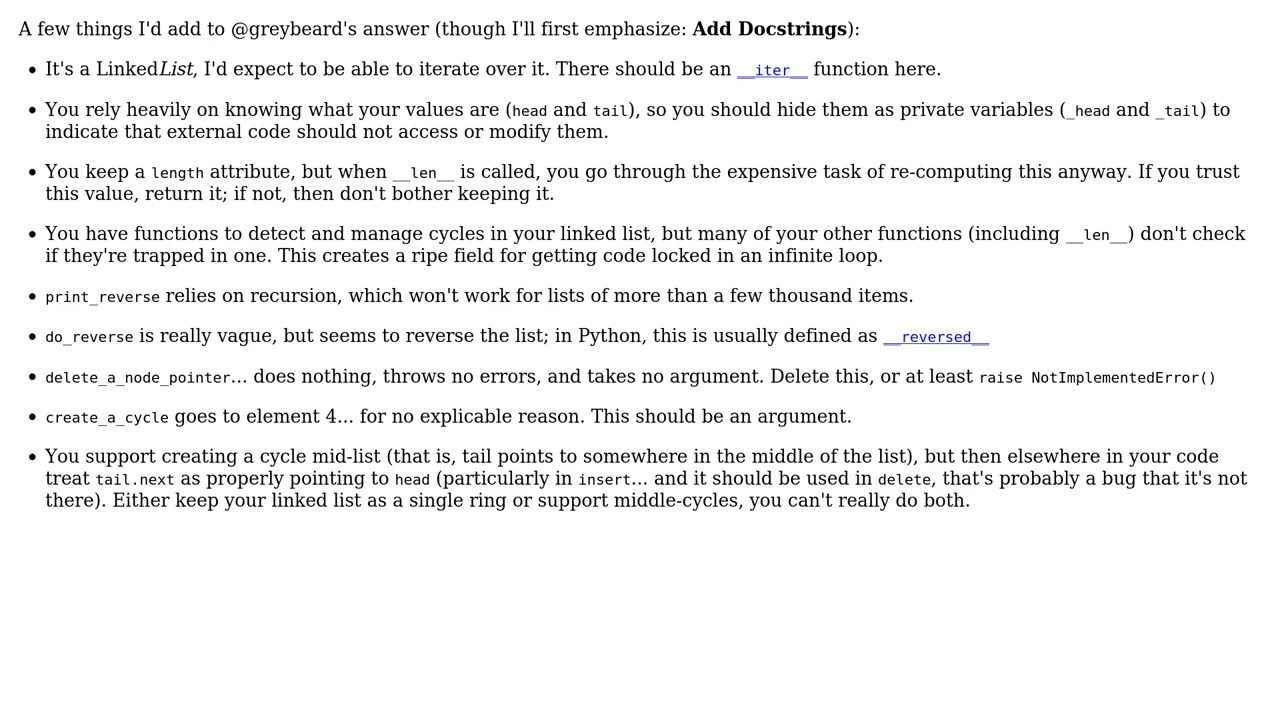 A few things I'd add to @greybeard's answer (though I'll first emphasize: Add Docstrings):
• It's a LinkedList, I'd expect to be able to iterate over it. There should be an __iter__ function here.
• You rely heavily on knowing what your values are (head and tail), so you should hide them as private variables (_head and _tail) to
indicate that external code should not access or modify them.
• You keep a length attribute, but when __len__ is called, you go through the expensive task of re-computing this anyway. If you trust
this value, return it; if not, then don't bother keeping it.
• You have functions to detect and manage cycles in your linked list, but many of your other functions (including __len__) don't check
if they're trapped in one. This creates a ripe field for getting code locked in an infinite loop.
• print_reverse relies on recursion, which won't work for lists of more than a few thousand items.
• do_reverse is really vague, but seems to reverse the list; in Python, this is usually defined as __reversed__
• delete_a_node_pointer... does nothing, throws no errors, and takes no argument. Delete this, or at least raise NotImplementedError()
• create_a_cycle goes to element 4... for no explicable reason. This should be an argument.
• You support creating a cycle mid-list (that is, tail points to somewhere in the middle of the list), but then elsewhere in your code
treat tail.next as properly pointing to head (particularly in insert... and it should be used in delete, that's probably a bug that it's not
there). Either keep your linked list as a single ring or support middle-cycles, you can't really do both.